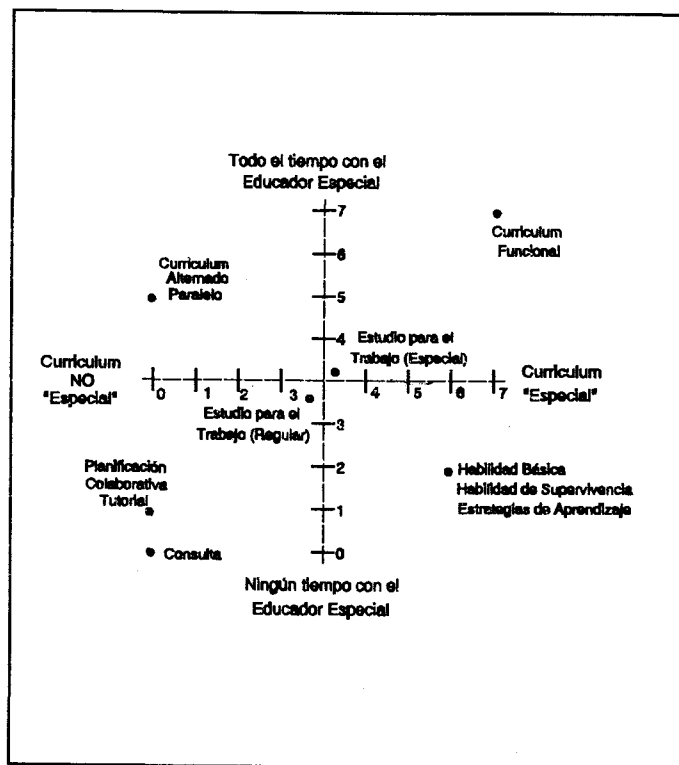 Todo el tiempo con el
Educador Especial
7
Curriculum
Funcional
6
Curriculum
Alternado
Paralelo
5
4
Estudio para el
Trabajo (Especial)
Curriculum
NO
"Especial"
0 1 2 3 4 5 6 7
Curriculum
"Especial"
Estudio para el
Trabajo (Regular)
3
Planificación
Colaborativa
Tutorial
2
Habilidad Básica
Habilidad de Supervivencia
Estrategias de Aprendizaje
1
Consulta
0
Ningún tiempo con el
Educador Especial